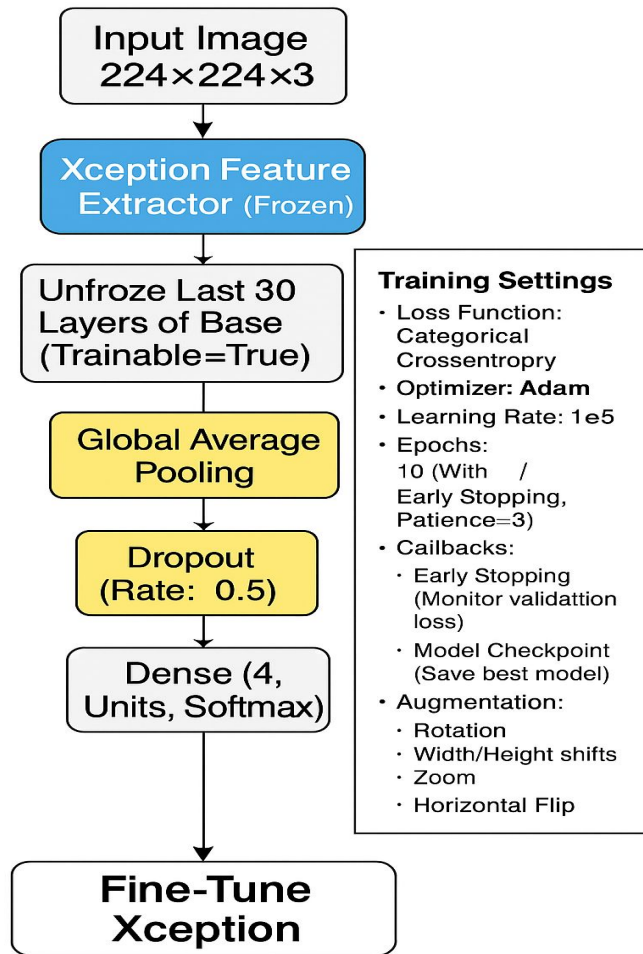 Input Image
224×224×3
Xception Feature
Extractor (Frozen)
Unfroze Last 30
Layers of Base
(Trainable=True)
Global Average
Pooling
Dropout
(Rate: 0.5)
Dense (4,
Units, Softmax)
Fine-Tune
Xception
Training Settings
• Loss Function:
Categorical
Crossentropry
• Optimizer: Adam
• Learning Rate: 1e5
• Epochs:
10 (With /
Early Stopping,
Patience=3)
• Cailbacks:
• Early Stopping
(Monitor validattion
loss)
• Model Checkpoint
(Save best model)
• Augmentation:
• Rotation
• Width/Height shifts
• Zoom
• Horizontal Flip